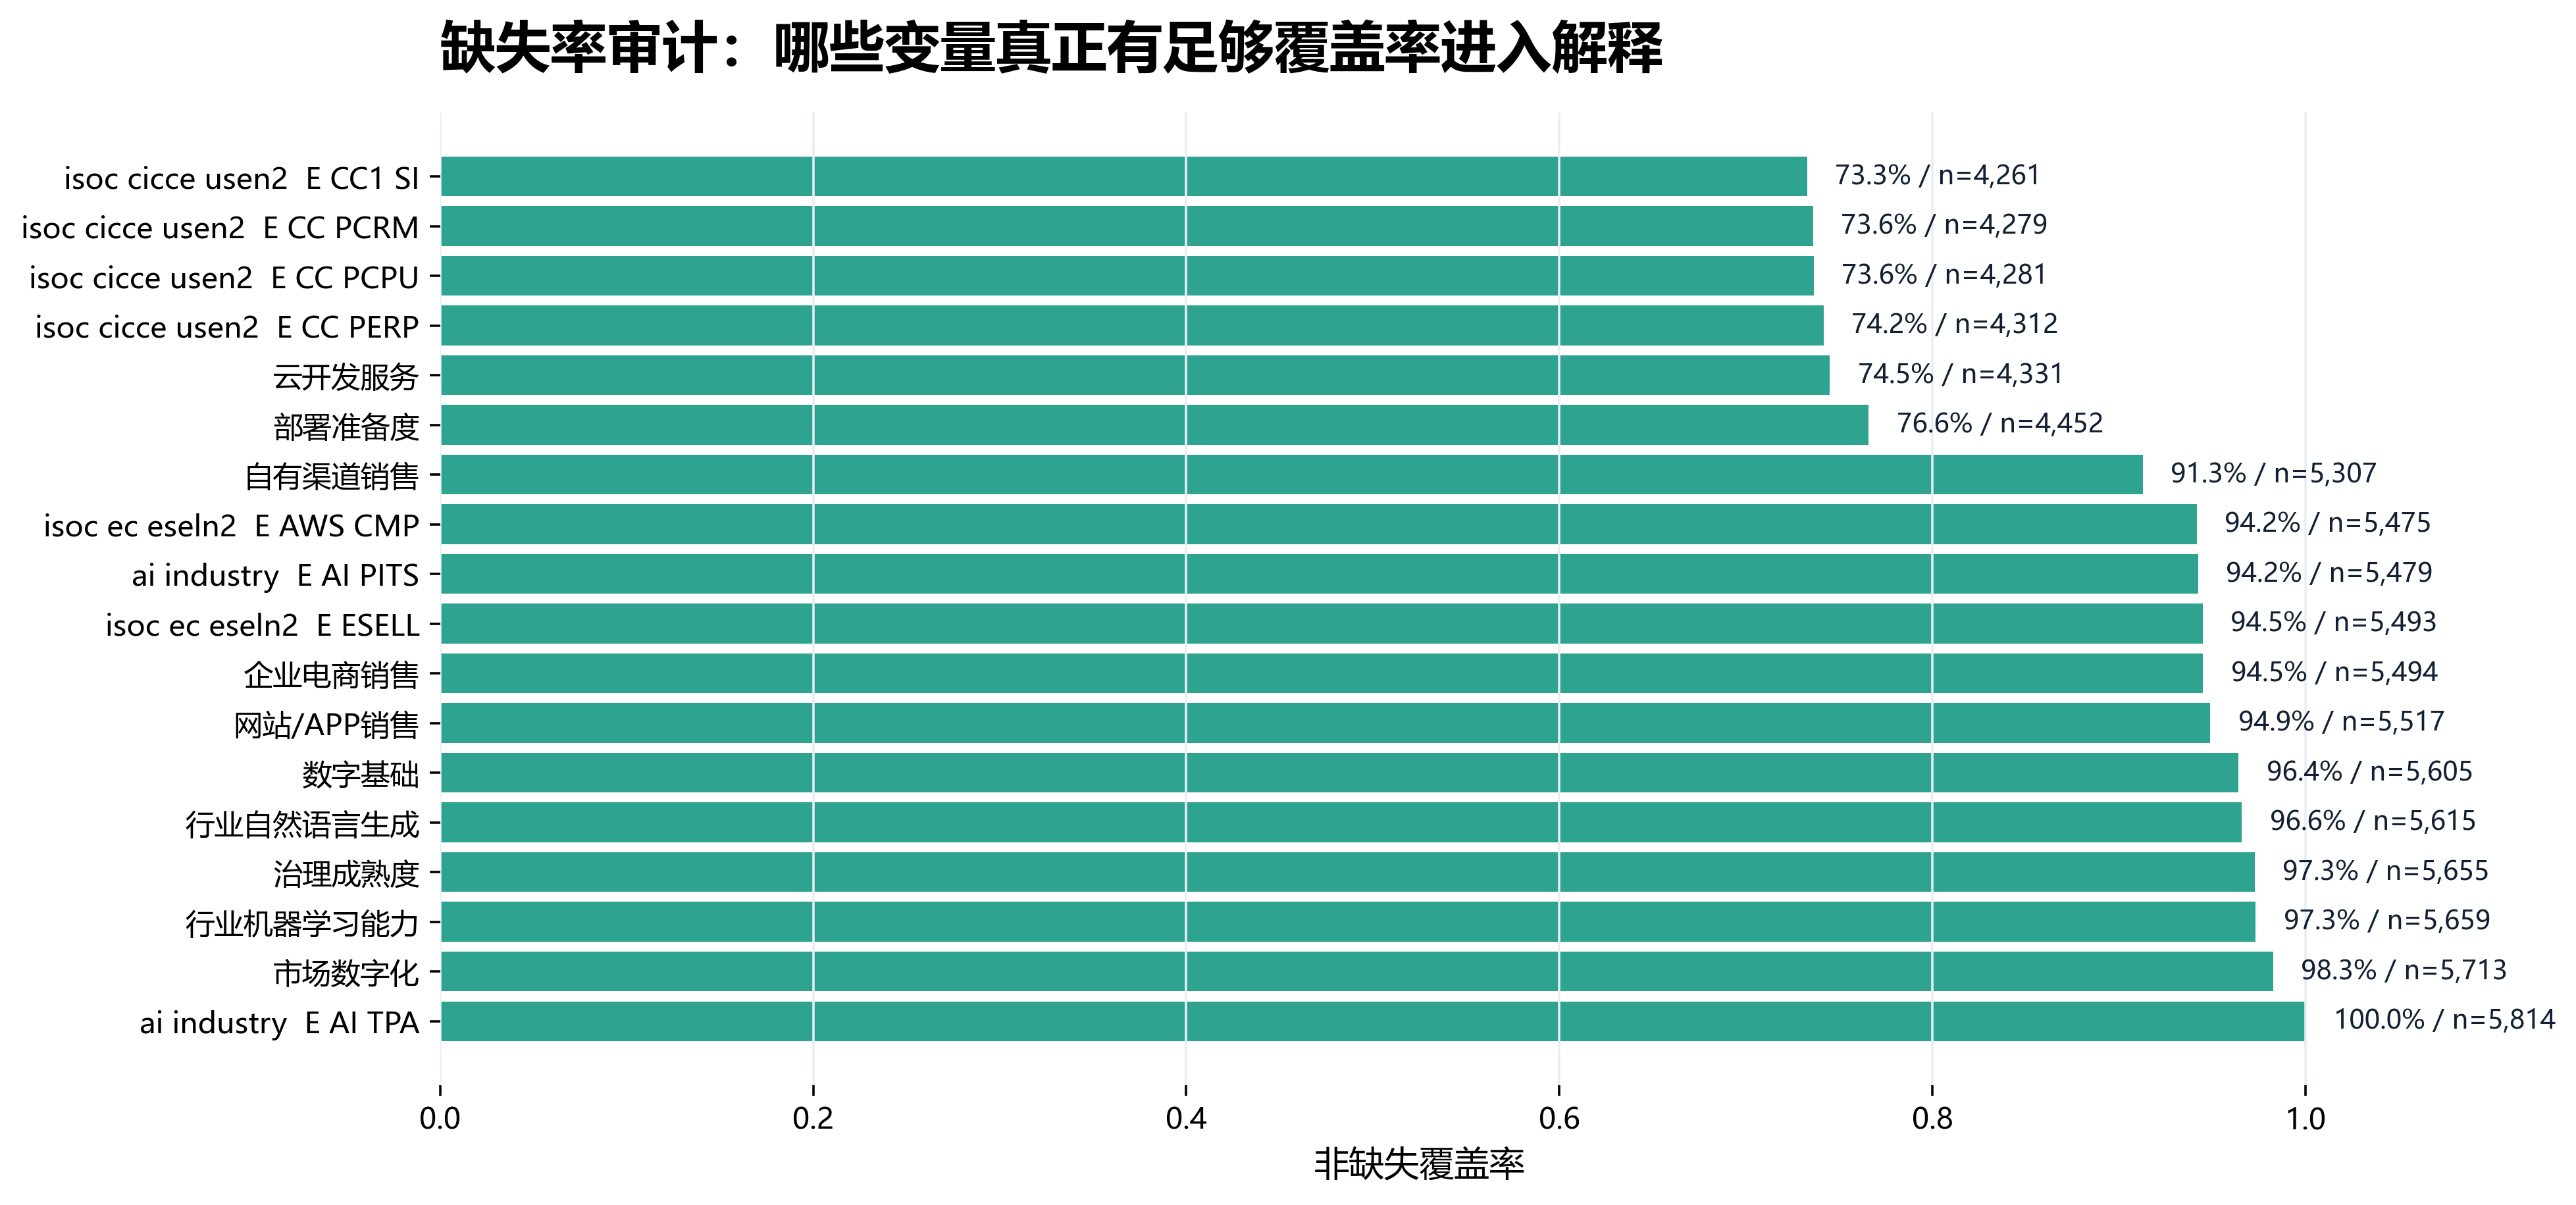 缺失率审计：哪些变量真正有足够覆盖率进入解释
isoc cicce usen2  E CC1 SI 73.3% / n=4,261
isoc cicce usen2  E CC PCRM 73.6% / n=4,279
isoc cicce usen2  E CC PCPU 73.6% / n=4,281
isoc cicce usen2  E CC PERP 74.2% / n=4,312
云开发服务 74.5% / n=4,331
部署准备度 76.6% / n=4,452
自有渠道销售 91.3% / n=5,307
isoc ec eseln2  E AWS CMP 94.2% / n=5,475
ai industry  E AI PITS 94.2% / n=5,479
isoc ec eseln2  E ESELL 94.5% / n=5,493
企业电商销售 94.5% / n=5,494
网站/APP销售 94.9% / n=5,517
数字基础 96.4% / n=5,605
行业自然语言生成 96.6% / n=5,615
治理成熟度 97.3% / n=5,655
行业机器学习能力 97.3% / n=5,659
市场数字化 98.3% / n=5,713
ai industry  E AI TPA 100.0% / n=5,814
0.0 0.2 0.4 0.6 0.8 1.0
非缺失覆盖率